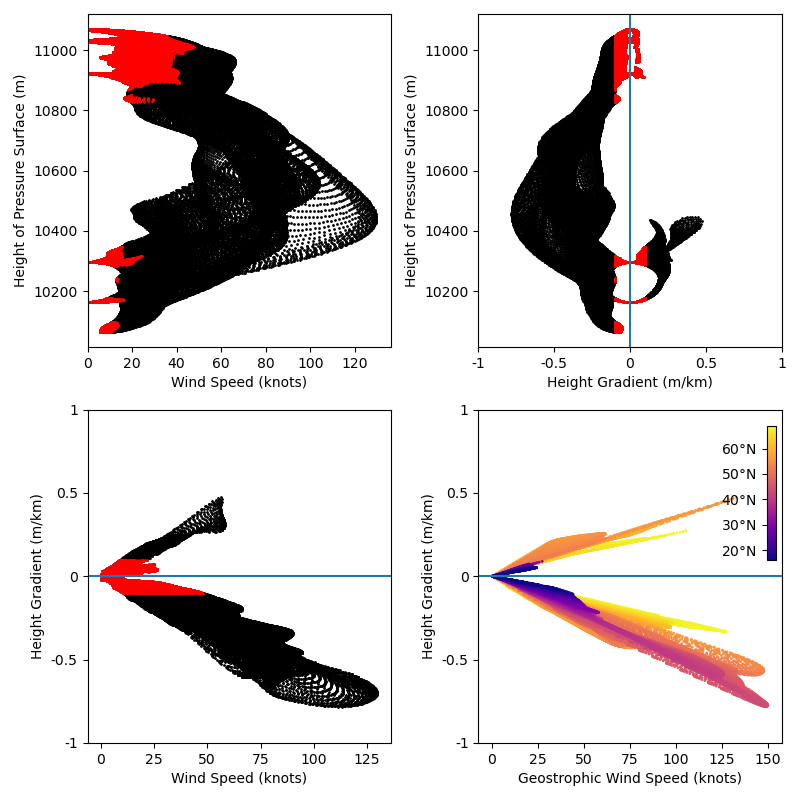 11000
10800
10600
10400
10200
Height of Pressure Surface (m)
0 20 40 60 80 100 120
Wind Speed (knots)
11000
10800
10600
10400
10200
Height of Pressure Surface (m)
-1 -0.5 0 0.5 1
Height Gradient (m/km)
1
0.5
0
-0.5
-1
Height Gradient (m/km)
0 25 50 75 100 125
Wind Speed (knots)
1
0.5
0
-0.5
-1
Height Gradient (m/km)
60°N
50°N
40°N
30°N
20°N
0 25 50 75 100 125 150
Geostrophic Wind Speed (knots)